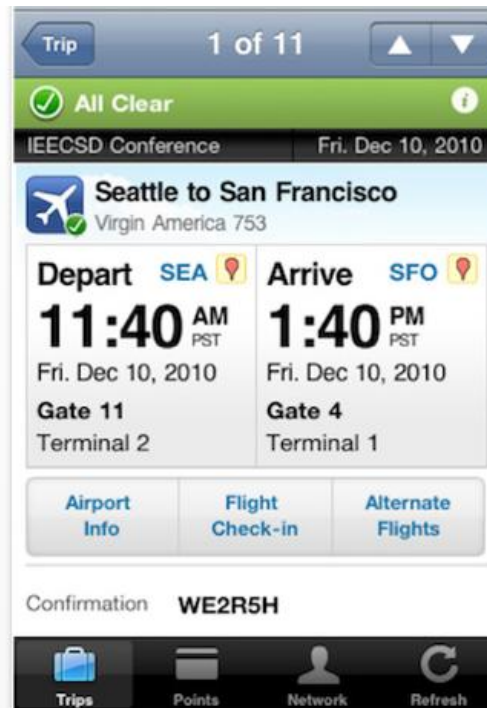 Trip 1 of 11
All Clear
IEECSD Conference Fri. Dec 10, 2010
Seattle to San Francisco
Virgin America 753
Depart SEA Arrive SFO
11:40 AM PST 1:40 PM PST
Fri. Dec 10, 2010 Fri. Dec 10, 2010
Gate 11 Gate 4
Terminal 2 Terminal 1
Airport Info Flight Check-in Alternate Flights
Confirmation WE2R5H
Trips Points Network Refresh